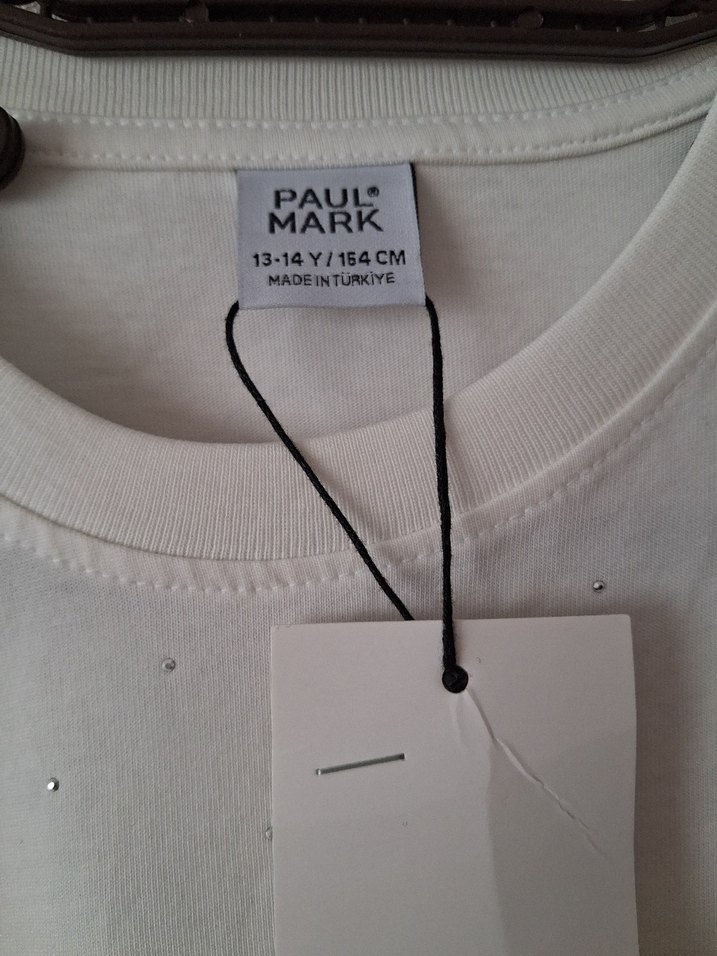 PAUL®
MARK
13-14 Y / 164 CM
MADE IN TÜRKİYE